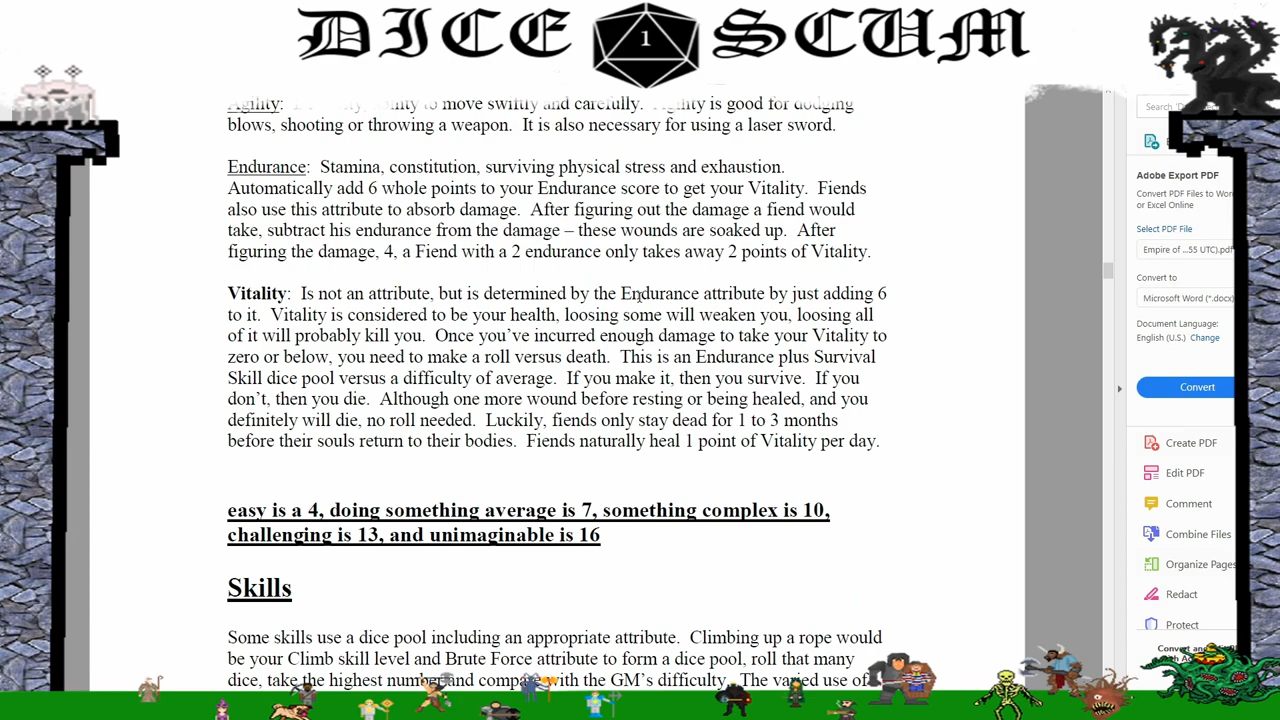 DICE 1 SCUM
Agility: to move swiftly and carefully. Agility is good for dodging
blows, shooting or throwing a weapon. It is also necessary for using a laser sword.
Endurance: Stamina, constitution, surviving physical stress and exhaustion.
Automatically add 6 whole points to your Endurance score to get your Vitality. Fiends
also use this attribute to absorb damage. After figuring out the damage a fiend would
take, subtract his endurance from the damage – these wounds are soaked up. After
figuring the damage, 4, a Fiend with a 2 endurance only takes away 2 points of Vitality.
Vitality: Is not an attribute, but is determined by the Endurance attribute by just adding 6
to it. Vitality is considered to be your health, loosing some will weaken you, loosing all
of it will probably kill you. Once you've incurred enough damage to take your Vitality to
zero or below, you need to make a roll versus death. This is an Endurance plus Survival
Skill dice pool versus a difficulty of average. If you make it, then you survive. If you
don't, then you die. Although one more wound before resting or being healed, and you
definitely will die, no roll needed. Luckily, fiends only stay dead for 1 to 3 months
before their souls return to their bodies. Fiends naturally heal 1 point of Vitality per day.
easy is a 4, doing something average is 7, something complex is 10,
challenging is 13, and unimaginable is 16
Skills
Some skills use a dice pool including an appropriate attribute. Climbing up a rope would
be your Climb skill level and Brute Force attribute to form a dice pool, roll that many
dice, take the highest number and compare with the GM's difficulty. The varied use of
Search
Adobe Export PDF
Convert PDF Files to Wor
or Excel Online
Select PDF File
Empire of ...55 UTC).pdf
Convert to
Microsoft Word (*.docx)
Document Language:
English (U.S.) Change
Convert
Create PDF
Edit PDF
Comment
Combine Files
Organize Pages
Redact
Protect
Convert